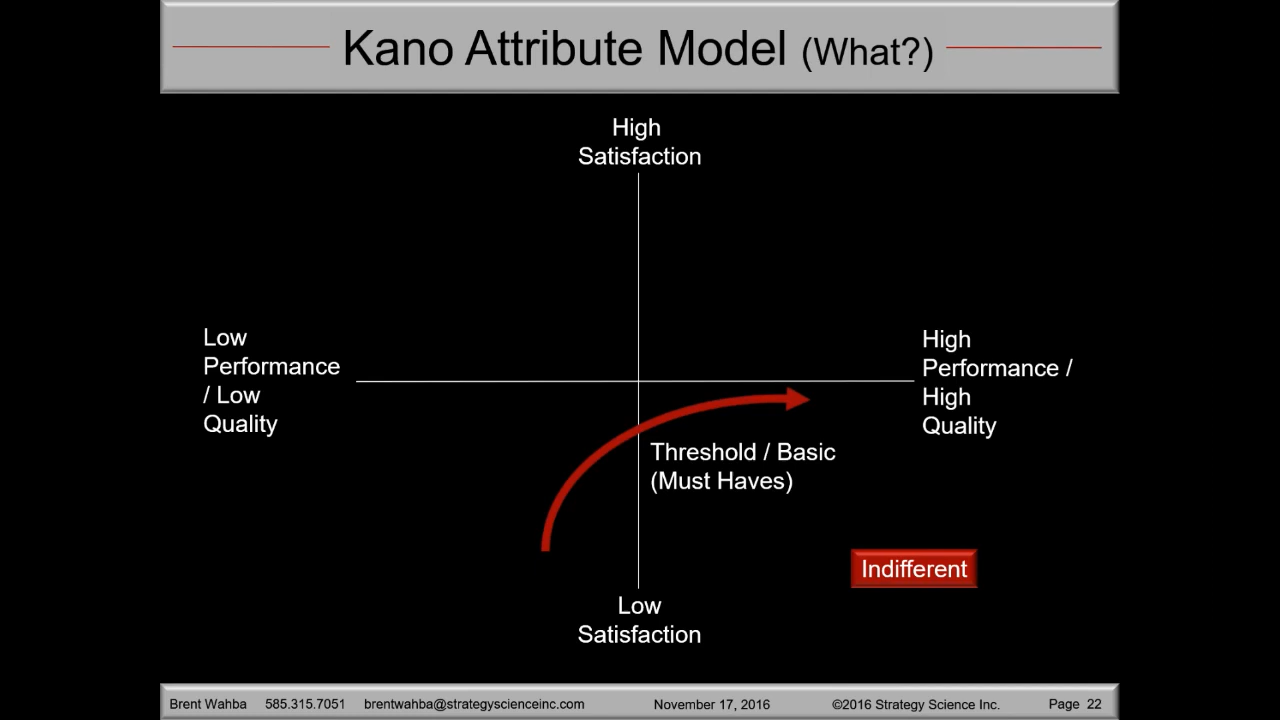 Kano Attribute Model (What?)
High
Satisfaction
Low
Performance
/ Low
Quality
High
Performance /
High
Quality
Threshold / Basic
(Must Haves)
Indifferent
Low
Satisfaction
Brent Wahba 585.315.7051 brentwahba@strategyscienceinc.com November 17, 2016 ©2016 Strategy Science Inc. Page 22